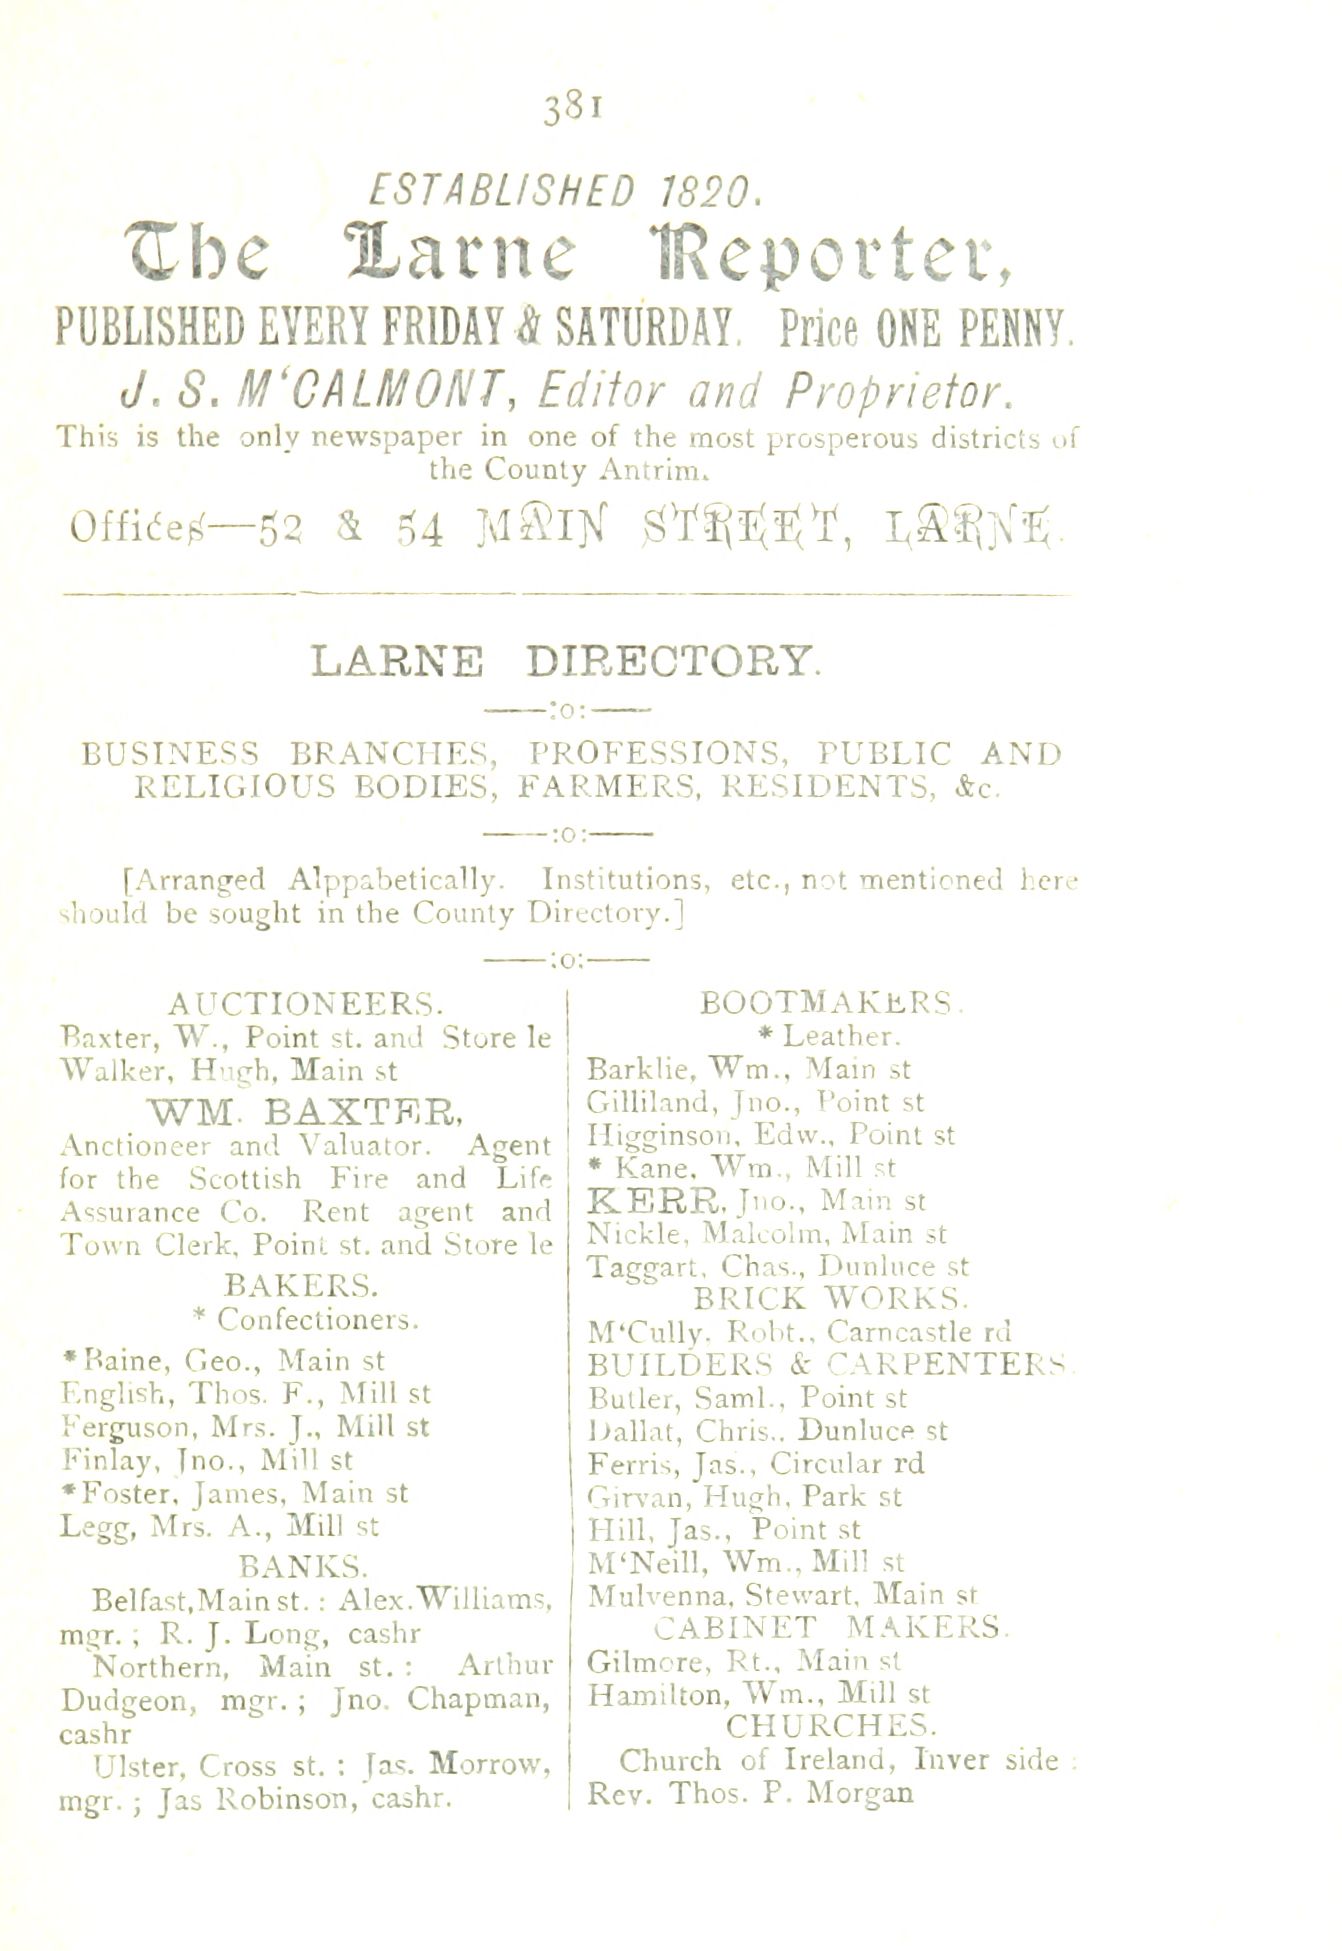 381
ESTABLISHED 1820.
The Larne Reporter,
PUBLISHED EVERY FRIDAY & SATURDAY. Price ONE PENNY.
J. S. M‘CALMONT, Editor and Proprietor.
This is the only newspaper in one of the most prosperous districts of
the County Antrim.
Offices—52 & 54 MAIN STREET, LARNE.
LARNE DIRECTORY.
——:o:——
BUSINESS BRANCHES, PROFESSIONS, PUBLIC AND
RELIGIOUS BODIES, FARMERS, RESIDENTS, &c.
——:o:——
[Arranged Alppabetically. Institutions, etc., not mentioned here
should be sought in the County Directory.]
——:o:——
AUCTIONEERS.
Baxter, W., Point st. and Store le
Walker, Hugh, Main st
WM. BAXTER,
Anctioneer and Valuator. Agent
for the Scottish Fire and Life
Assurance Co. Rent agent and
Town Clerk, Point st. and Store le
BAKERS.
* Confectioners.
* Baine, Geo., Main st
English, Thos. F., Mill st
Ferguson, Mrs. J., Mill st
Finlay, Jno., Mill st
* Foster, James, Main st
Legg, Mrs. A., Mill st
BANKS.
Belfast, Main st. : Alex. Williams,
mgr. ; R. J. Long, cashr
Northern, Main st. : Arthur
Dudgeon, mgr. ; Jno. Chapman,
cashr
Ulster, Cross st. : Jas. Morrow,
mgr. ; Jas Robinson, cashr.
BOOTMAKERS.
* Leather.
Barklie, Wm., Main st
Gilliland, Jno., Point st
Higginson, Edw., Point st
* Kane, Wm., Mill st
KERR, Jno., Main st
Nickle, Malcolm, Main st
Taggart, Chas., Dunluce st
BRICK WORKS.
M‘Cully, Robt., Carncastle rd
BUILDERS & CARPENTERS.
Butler, Saml., Point st
Dallat, Chris., Dunluce st
Ferris, Jas., Circular rd
Girvan, Hugh, Park st
Hill, Jas., Point st
M‘Neill, Wm., Mill st
Mulvenna, Stewart, Main st
CABINET MAKERS.
Gilmore, Rt., Main st
Hamilton, Wm., Mill st
CHURCHES.
Church of Ireland, Inver side :
Rev. Thos. P. Morgan